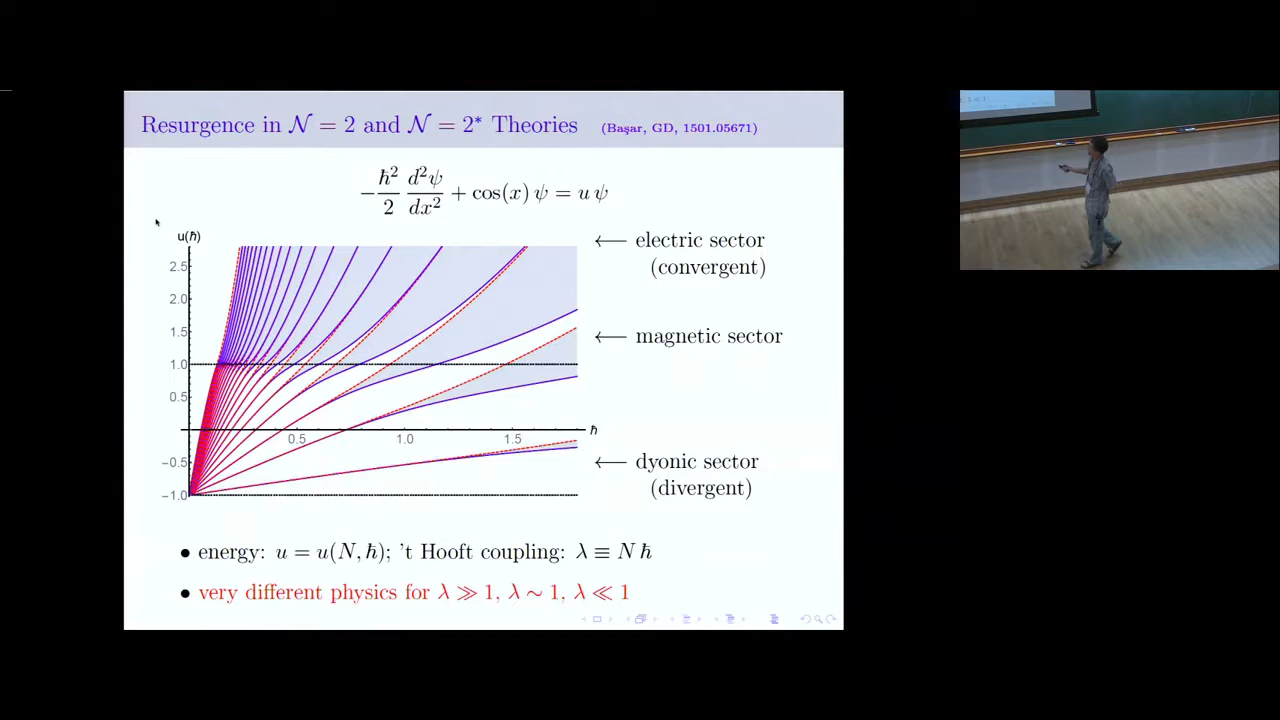 Resurgence in 𝒩 = 2 and 𝒩 = 2* Theories (Başar, GD, 1501.05671)
−ħ²/2 d²ψ/dx² + cos(x) ψ = u ψ
u(ħ)
2.5
2.0
1.5
1.0
0.5
−0.5
−1.0
0.5 1.0 1.5 ħ
⟵ electric sector
(convergent)
⟵ magnetic sector
⟵ dyonic sector
(divergent)
• energy: u = u(N, ħ); 't Hooft coupling: λ ≡ N ħ
• very different physics for λ ≫ 1, λ ∼ 1, λ ≪ 1